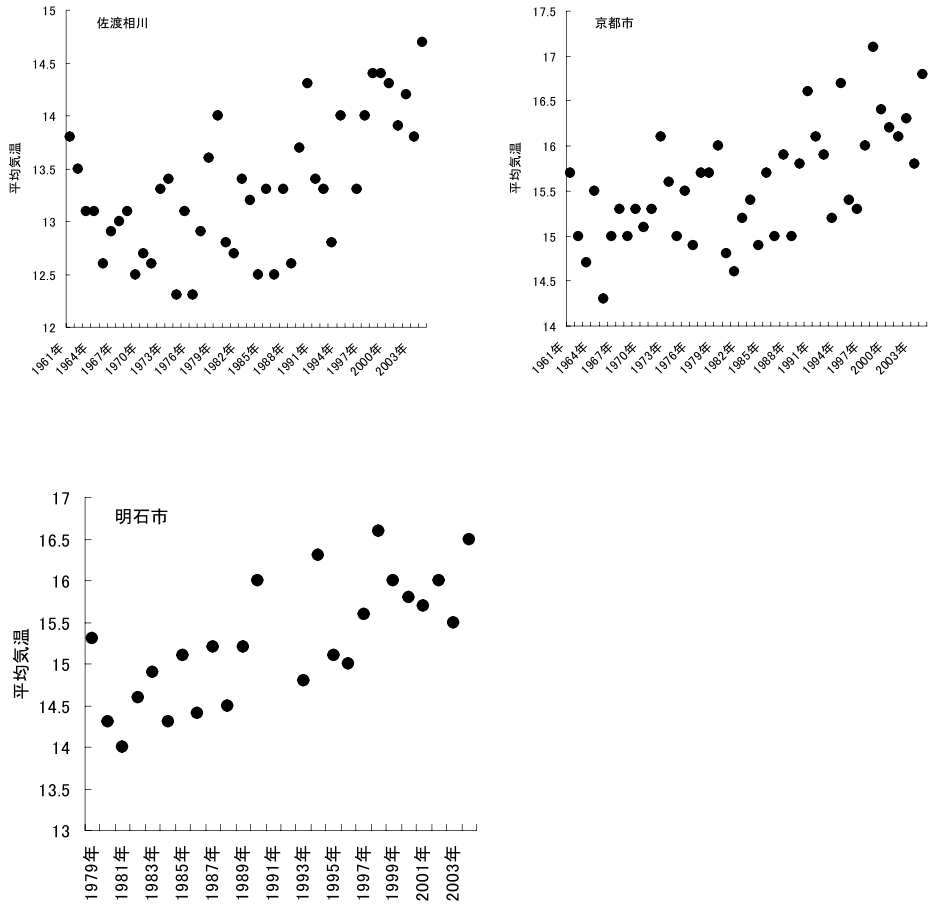 佐渡相川
平均気温
15
14.5
14
13.5
13
12.5
12
1961年
1964年
1967年
1970年
1973年
1976年
1979年
1982年
1985年
1988年
1991年
1994年
1997年
2000年
2003年
京都市
平均気温
17.5
17
16.5
16
15.5
15
14.5
14
1961年
1964年
1967年
1970年
1973年
1976年
1979年
1982年
1985年
1988年
1991年
1994年
1997年
2000年
2003年
明石市
平均気温
17
16.5
16
15.5
15
14.5
14
13.5
13
1979年
1981年
1983年
1985年
1987年
1989年
1991年
1993年
1995年
1997年
1999年
2001年
2003年